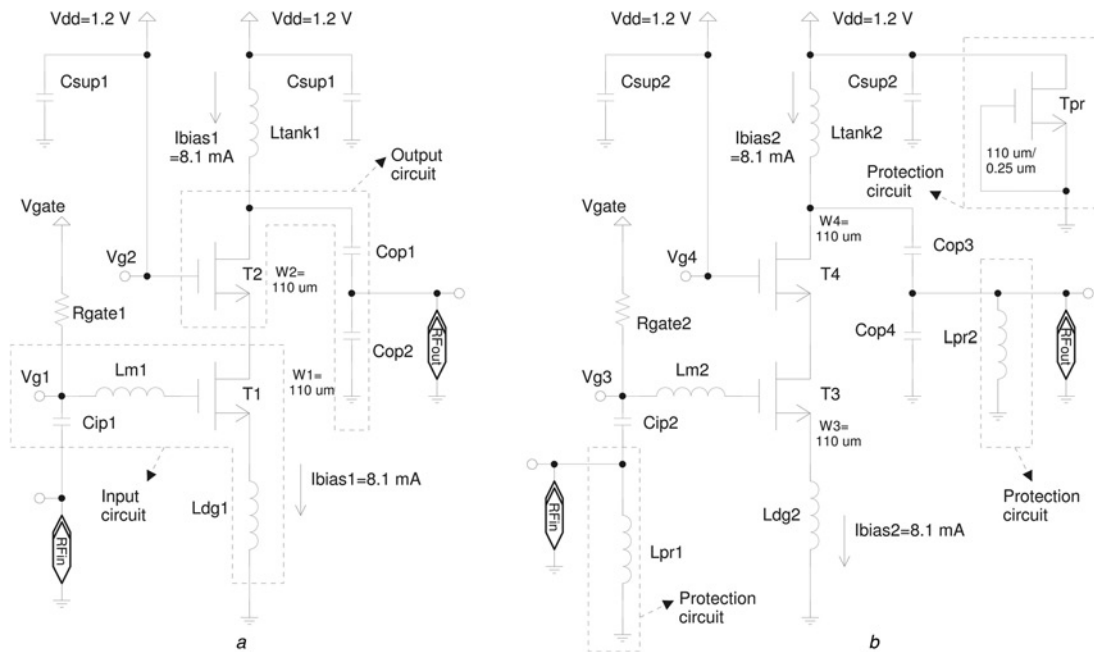 Vdd=1.2 V
Vdd=1.2 V
Csup1
Csup1
Ibias1
=8.1 mA
Ltank1
Output
circuit
Vgate
Vg2
T2
W2=
110 um
Cop1
Rgate1
Cop2
RFout
Vg1
Lm1
T1
W1=
110 um
Cip1
Input
circuit
Ldg1
Ibias1=8.1 mA
RFin
a
Vdd=1.2 V
Vdd=1.2 V
Csup2
Csup2
Tpr
110 um/
0.25 um
Ibias2
=8.1 mA
Ltank2
Protection
circuit
Vgate
W4=
110 um
Vg4
T4
Cop3
Rgate2
Cop4
Lpr2
RFout
Vg3
Lm2
T3
W3=
110 um
Cip2
RFin
Ldg2
Protection
circuit
Ibias2=8.1 mA
Lpr1
Protection
circuit
b